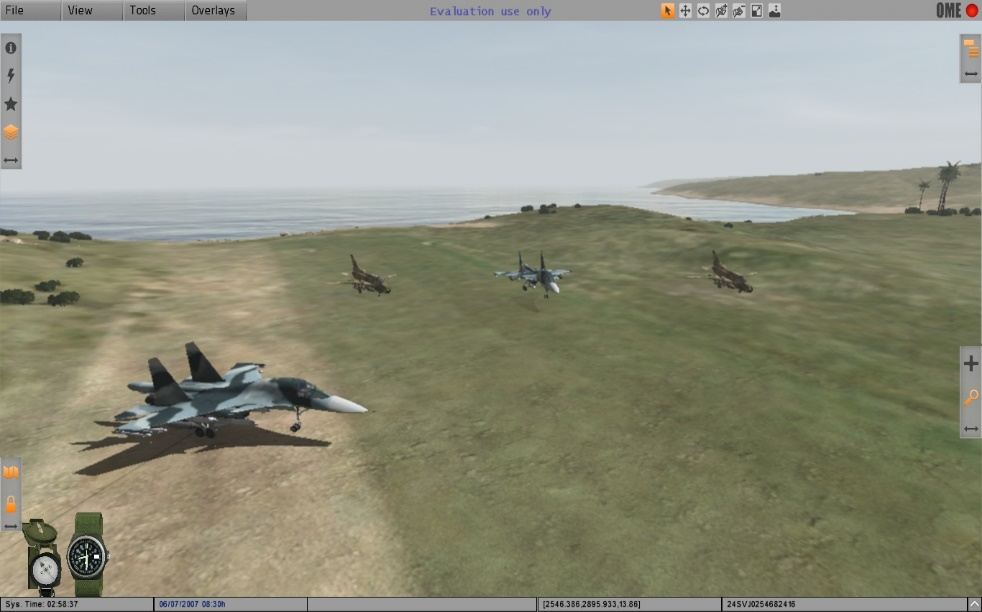 File View Tools Overlays Evaluation use only OME
Sys. Time: 02:58:37 06/07/2007 08:30h [2546.386,2895.933,13.86] 24SVJ0254682416